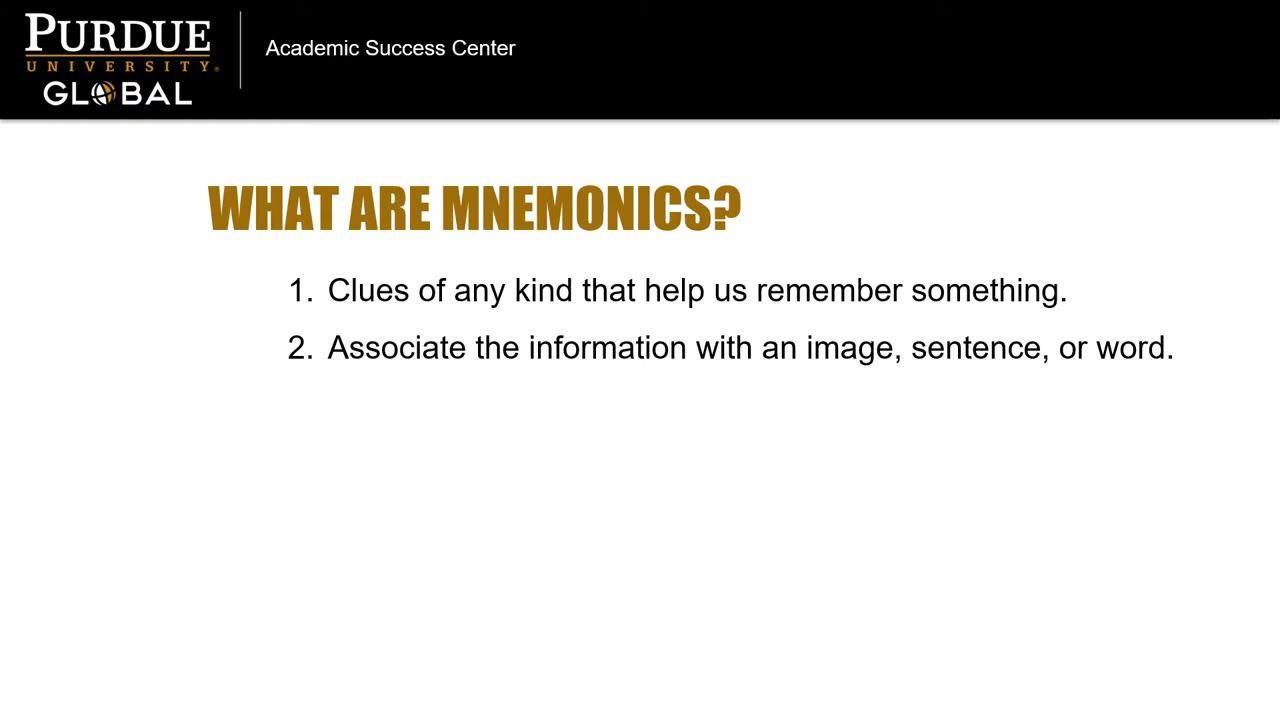 PURDUE
UNIVERSITY®
GLOBAL
Academic Success Center
WHAT ARE MNEMONICS?
1. Clues of any kind that help us remember something.
2. Associate the information with an image, sentence, or word.